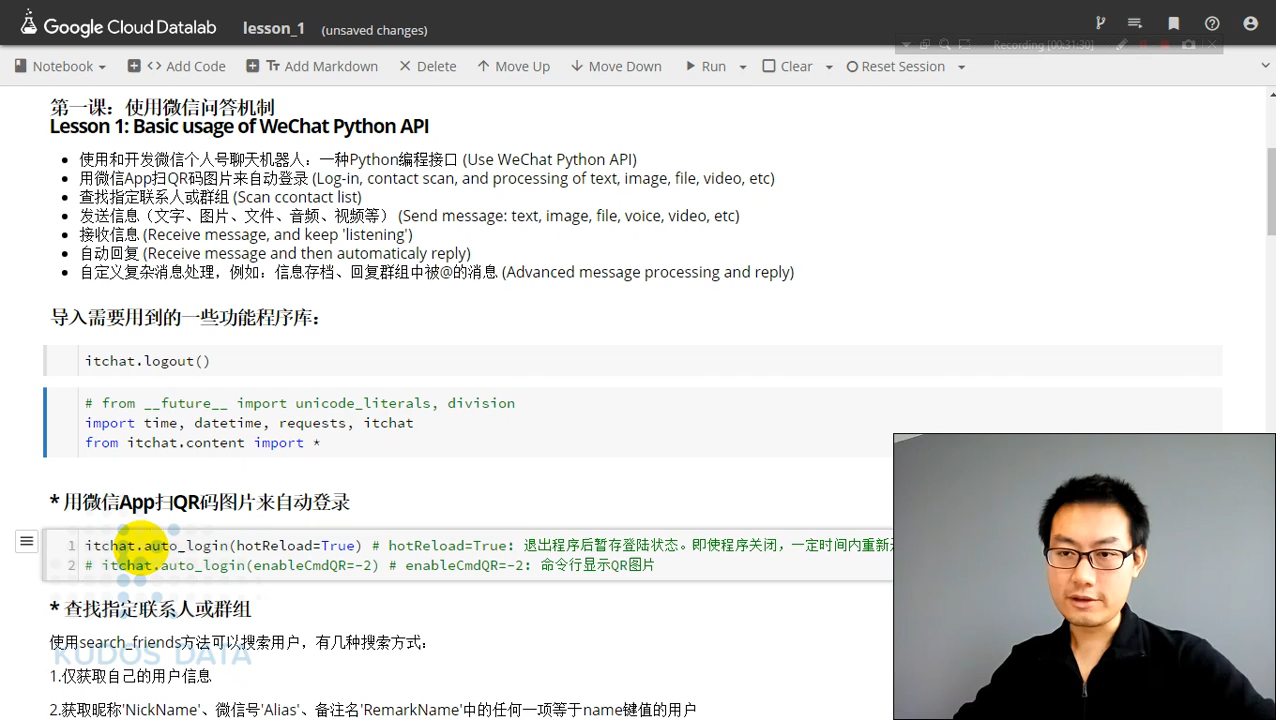 Google Cloud Datalab lesson_1 (unsaved changes)
Recording [00:31:30]
Notebook <> Add Code Tт Add Markdown Delete Move Up Move Down Run Clear Reset Session
第一课：使用微信问答机制
Lesson 1: Basic usage of WeChat Python API
使用和开发微信个人号聊天机器人：一种Python编程接口 (Use WeChat Python API)
用微信App扫QR码图片来自动登录 (Log-in, contact scan, and processing of text, image, file, video, etc)
查找指定联系人或群组 (Scan ccontact list)
发送信息（文字、图片、文件、音频、视频等） (Send message: text, image, file, voice, video, etc)
接收信息 (Receive message, and keep 'listening')
自动回复 (Receive message and then automaticaly reply)
自定义复杂消息处理，例如：信息存档、回复群组中被@的消息 (Advanced message processing and reply)
导入需要用到的一些功能程序库：
itchat.logout()
# from __future__ import unicode_literals, division
import time, datetime, requests, itchat
from itchat.content import *
* 用微信App扫QR码图片来自动登录
1 itchat.auto_login(hotReload=True) # hotReload=True: 退出程序后暂存登陆状态。即使程序关闭，一定时间内重新
2 # itchat.auto_login(enableCmdQR=-2) # enableCmdQR=-2: 命令行显示QR图片
* 查找指定联系人或群组
使用search_friends方法可以搜索用户，有几种搜索方式：
KUDOS DATA
1.仅获取自己的用户信息
2.获取昵称'NickName'、微信号'Alias'、备注名'RemarkName'中的任何一项等于name键值的用户